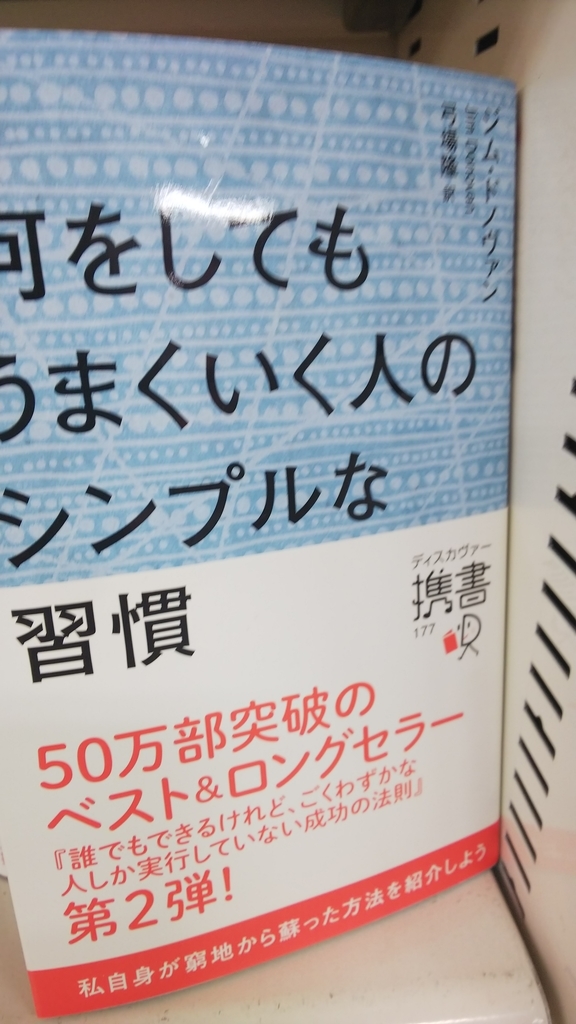 ジム・ドノヴァン
Jim Donovan
弓場隆 訳
何をしても
うまくいく人の
シンプルな
習慣
ディスカヴァー
携書
177
50万部突破の
ベスト&ロングセラー
『誰でもできるけれど、ごくわずかな
人しか実行していない成功の法則』
第2弾!
私自身が窮地から蘇った方法を紹介しよう